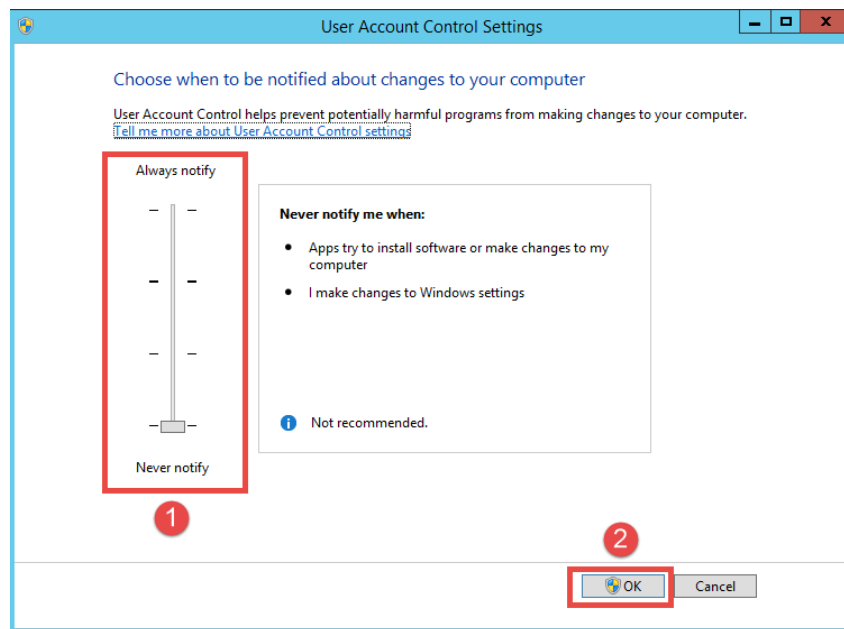 User Account Control Settings
Choose when to be notified about changes to your computer
User Account Control helps prevent potentially harmful programs from making changes to your computer.
Tell me more about User Account Control settings
Always notify
Never notify me when:
Apps try to install software or make changes to my
computer
I make changes to Windows settings
Not recommended.
Never notify
1
2
OK
Cancel